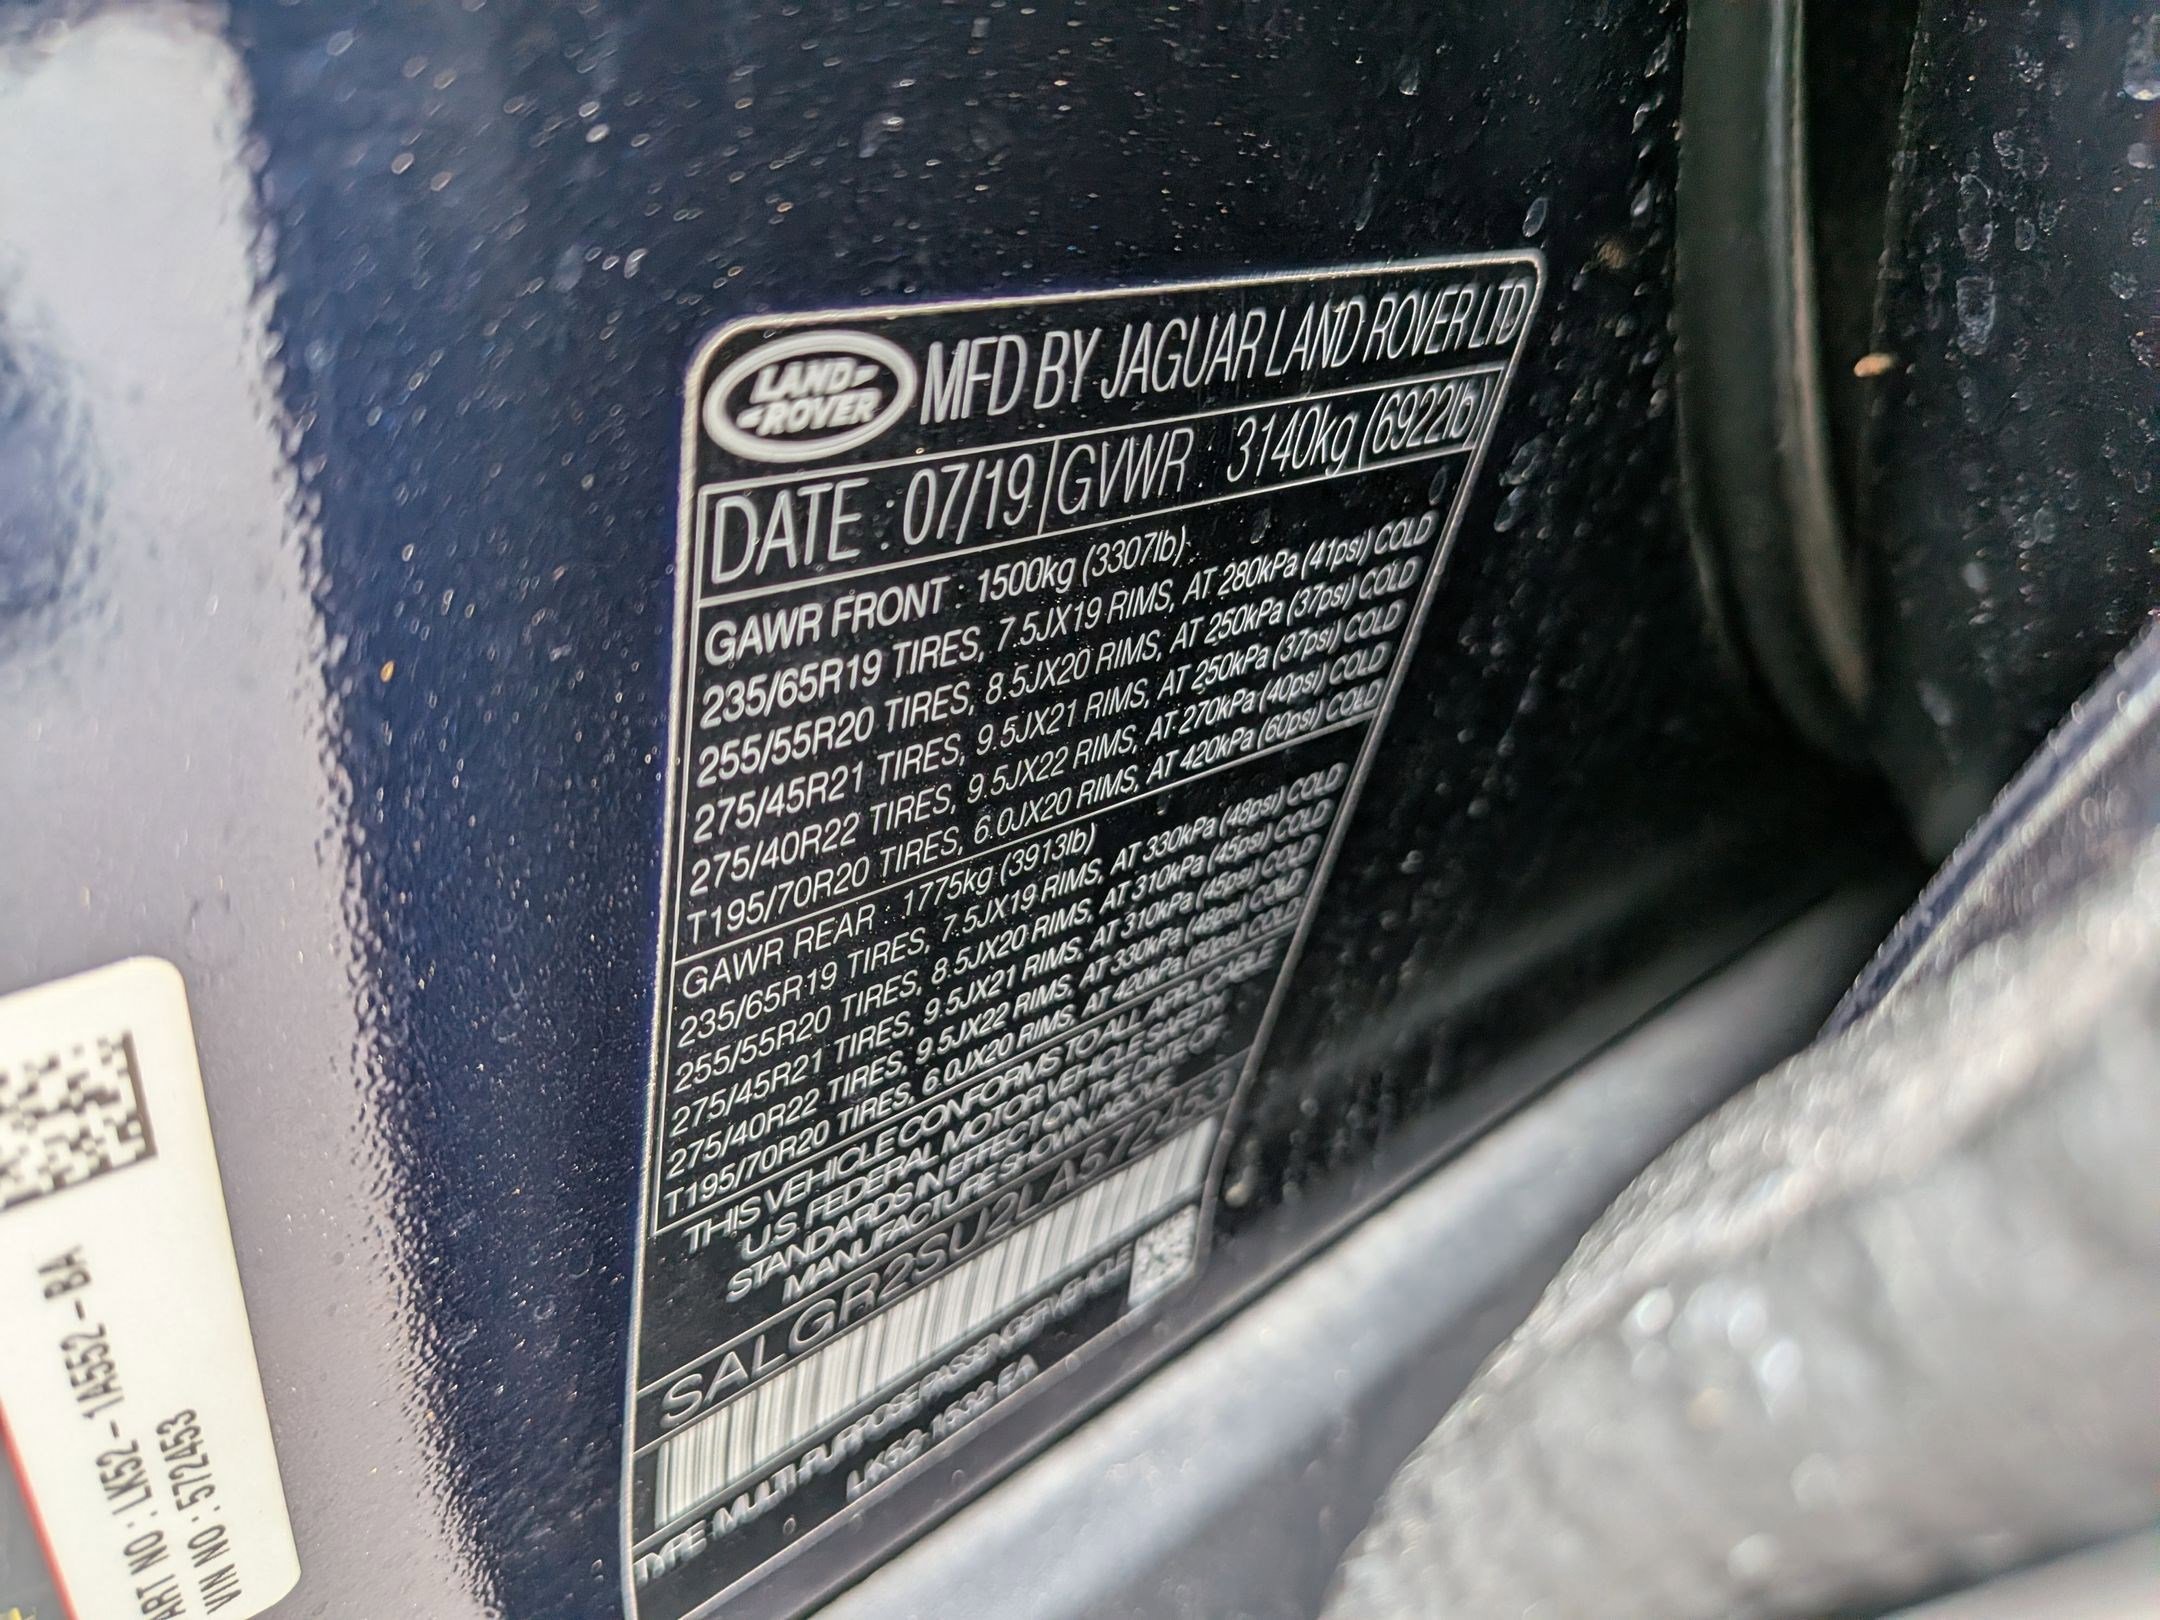 LAND-
-ROVER
MFD BY JAGUAR LAND ROVER LTD
DATE : 07/19 GVWR : 3140kg (6922lb)
GAWR FRONT : 1500kg (3307lb)
235/65R19 TIRES, 7.5JX19 RIMS, AT 280kPa (41psi) COLD
255/55R20 TIRES, 8.5JX20 RIMS, AT 250kPa (37psi) COLD
275/45R21 TIRES, 9.5JX21 RIMS, AT 250kPa (37psi) COLD
275/40R22 TIRES, 9.5JX22 RIMS, AT 270kPa (40psi) COLD
T195/70R20 TIRES, 6.0JX20 RIMS, AT 420kPa (60psi) COLD
GAWR REAR : 1775kg (3913lb)
235/65R19 TIRES, 7.5JX19 RIMS, AT 330kPa (48psi) COLD
255/55R20 TIRES, 8.5JX20 RIMS, AT 310kPa (45psi) COLD
275/45R21 TIRES, 9.5JX21 RIMS, AT 310kPa (45psi) COLD
275/40R22 TIRES, 9.5JX22 RIMS, AT 330kPa (48psi) COLD
T195/70R20 TIRES, 6.0JX20 RIMS, AT 420kPa (60psi) COLD
THIS VEHICLE CONFORMS TO ALL APPLICABLE
U.S. FEDERAL MOTOR VEHICLE SAFETY
STANDARDS IN EFFECT ON THE DATE OF
MANUFACTURE SHOWN ABOVE
SALGR2SU2LA572453
TYPE MULTI-PURPOSE PASSENGER VEHICLE
LK52-1532-EA
ART NO : LK52-1A552-BA
VIN NO : 572453